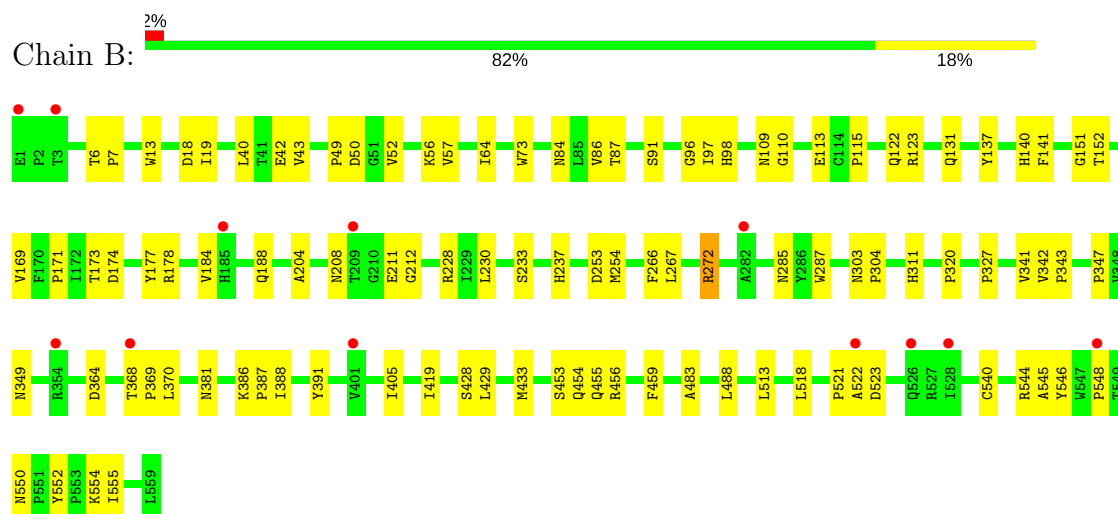 2%
Chain B:
82% 18%
E1 P2 T3 T6 P7 W13 D18 I19 L40 T41 E42 V43 P49 D50 G51 V52 K56 V57 I64 W73 N84 L85 V86 T87 S91 G96 I97 H98 N109 G110 E113 C114 P115 Q122 R123 Q131 Y137 H140 F141 G151 T152
V169 F170 P171 I172 T173 D174 Y177 R178 V184 H185 Q188 A204 N208 T209 G210 E211 G212 R228 I229 L230 S233 H237 D253 M254 F266 L267 R272 A282 N285 Y286 W287 N303 P304 H311 P320 P327 V341 V342 P343 P347 V348
N349 R354 D364 T368 P369 L370 N381 K386 P387 I388 Y391 V401 I405 I419 S428 L429 M433 S453 Q454 Q455 R456 F459 A483 L488 L513 L518 P521 A522 D523 Q526 R527 I528 C540 R544 A545 Y546 W547 P548 T549
N550 P551 Y552 P553 K554 I555 L559